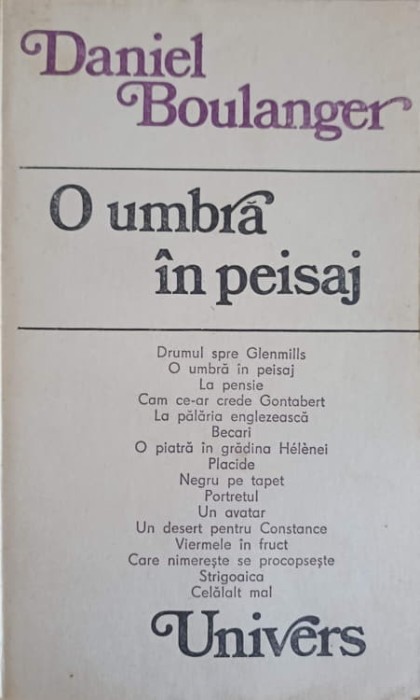 Daniel
Boulanger
O umbră
în peisaj
Drumul spre Glenmills
O umbră în peisaj
La pensie
Cam ce-ar crede Gontabert
La pălăria englezească
Becari
O piatră în grădina Hélènei
Placide
Negru pe tapet
Portretul
Un avatar
Un desert pentru Constance
Viermele în fruct
Care nimerește se procopsește
Strigoaica
Celălalt mal
Univers